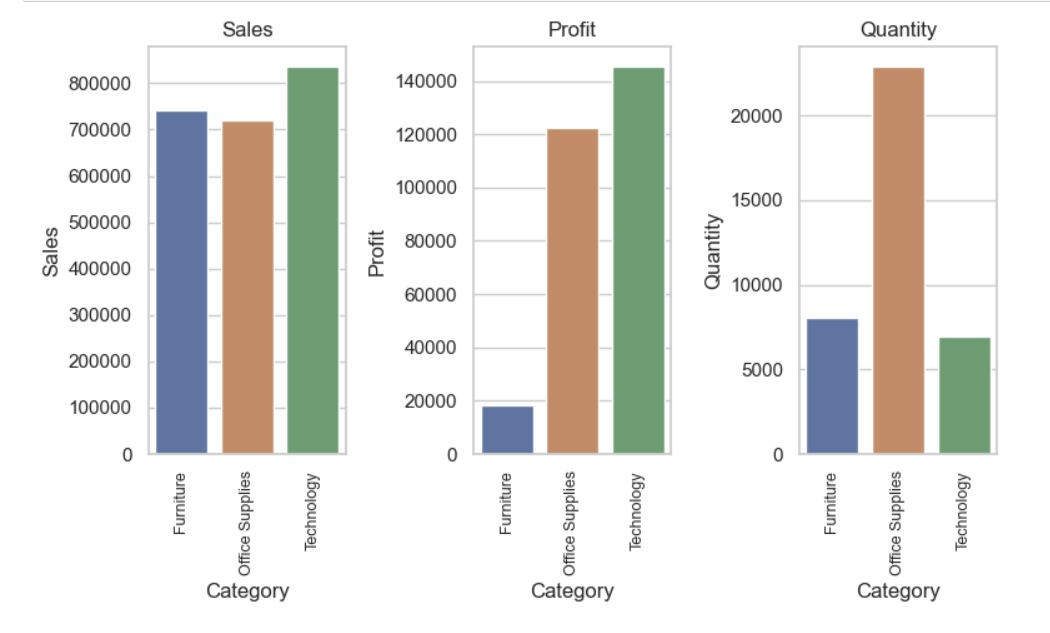 Sales
Sales
800000
700000
600000
500000
400000
300000
200000
100000
0
Furniture
Office Supplies
Technology
Category
Profit
Profit
140000
120000
100000
80000
60000
40000
20000
0
Furniture
Office Supplies
Technology
Category
Quantity
Quantity
20000
15000
10000
5000
0
Furniture
Office Supplies
Technology
Category